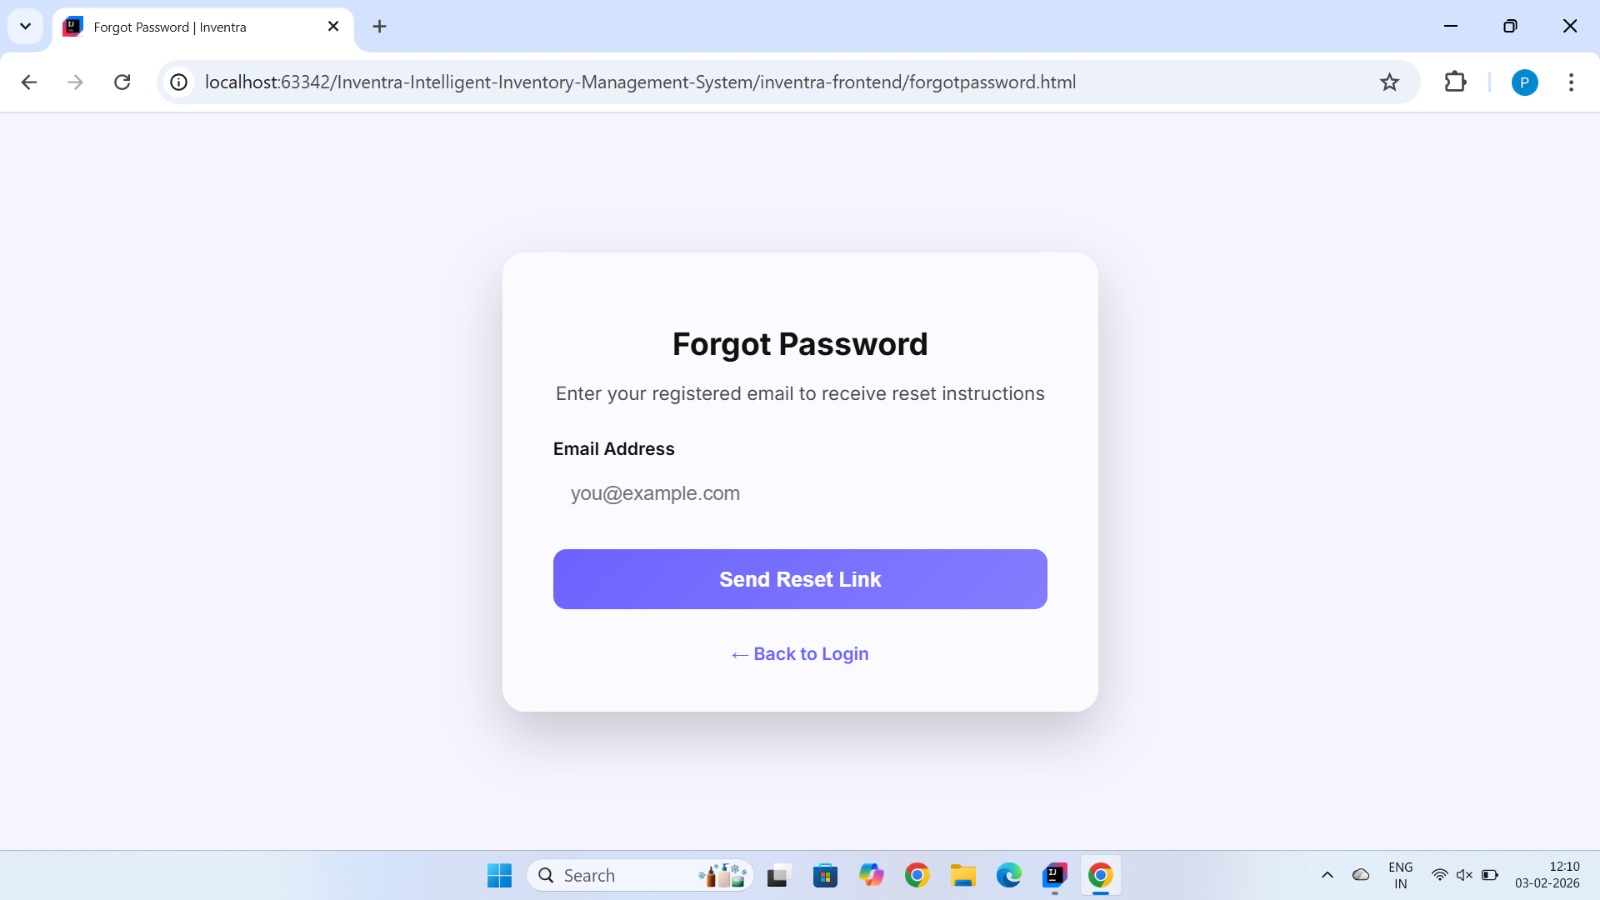 Forgot Password | Inventra
localhost:63342/Inventra-Intelligent-Inventory-Management-System/inventra-frontend/forgotpassword.html
P
Forgot Password
Enter your registered email to receive reset instructions
Email Address
you@example.com
Send Reset Link
← Back to Login
Search
ENG
IN
12:10
03-02-2026